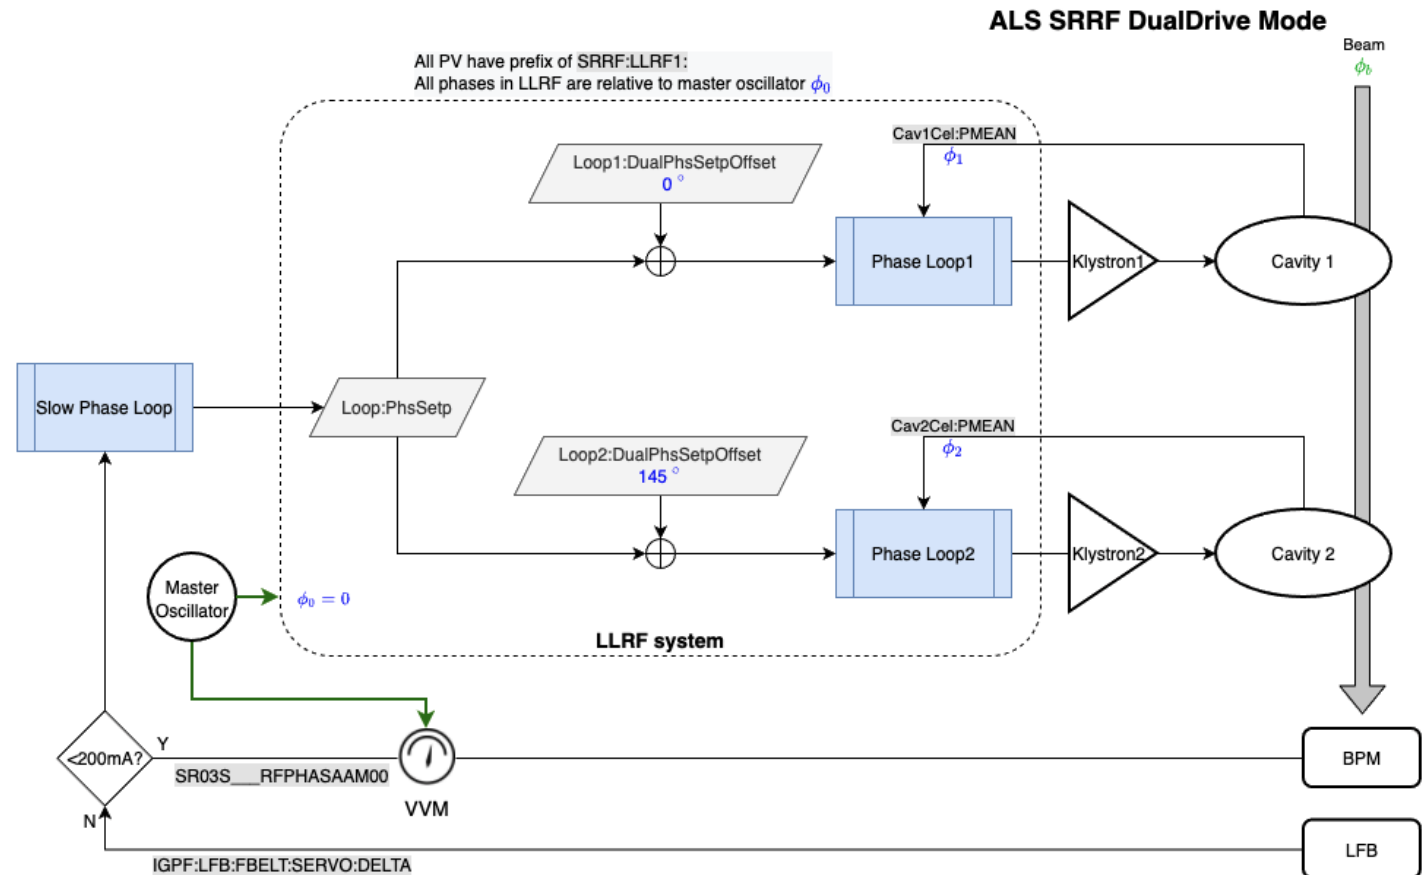 ALS SRRF DualDrive Mode
Beam
ϕb
All PV have prefix of SRRF:LLRF1:
All phases in LLRF are relative to master oscillator ϕ0
Cav1Cel:PMEAN
ϕ1
Loop1:DualPhsSetpOffset
0 °
Phase Loop1
Klystron1
Cavity 1
Slow Phase Loop
Loop:PhsSetp
Cav2Cel:PMEAN
ϕ2
Loop2:DualPhsSetpOffset
145 °
Phase Loop2
Klystron2
Cavity 2
Master
Oscillator
ϕ0 = 0
LLRF system
<200mA?
Y
SR03S___RFPHASAAM00
VVM
BPM
N
IGPF:LFB:FBELT:SERVO:DELTA
LFB